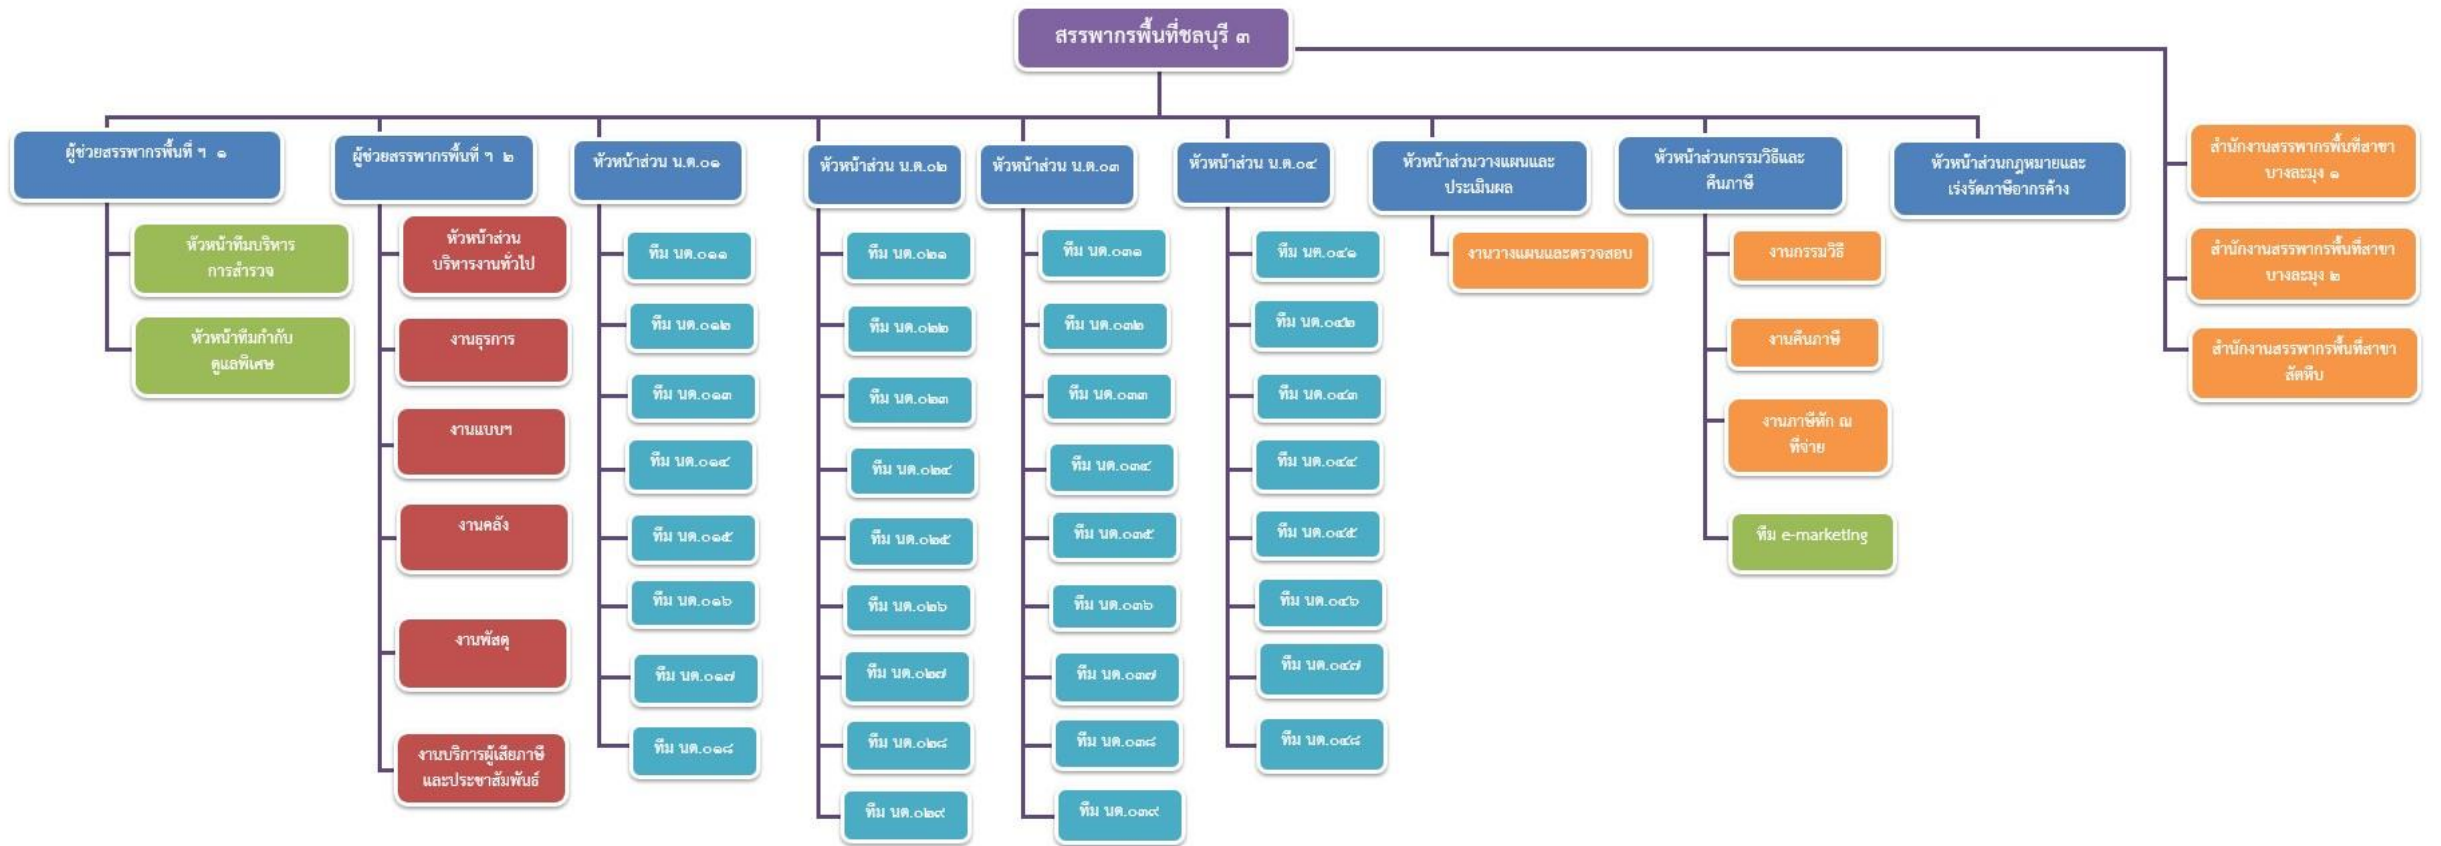 สรรพากรพื้นที่ชลบุรี ๓
ผู้ช่วยสรรพากรพื้นที่ ฯ ๑
หัวหน้าทีมบริหาร
การสำรวจ
หัวหน้าทีมกำกับ
ดูแลพิเศษ
ผู้ช่วยสรรพากรพื้นที่ ฯ ๒
หัวหน้าส่วน
บริหารงานทั่วไป
งานธุรการ
งานแบบฯ
งานคลัง
งานพัสดุ
งานบริการผู้เสียภาษี
และประชาสัมพันธ์
หัวหน้าส่วน น.ต.๐๑
ทีม นต.๐๑๑
ทีม นต.๐๑๒
ทีม นต.๐๑๓
ทีม นต.๐๑๔
ทีม นต.๐๑๕
ทีม นต.๐๑๖
ทีม นต.๐๑๗
ทีม นต.๐๑๘
หัวหน้าส่วน น.ต.๐๒
ทีม นต.๐๒๑
ทีม นต.๐๒๒
ทีม นต.๐๒๓
ทีม นต.๐๒๔
ทีม นต.๐๒๕
ทีม นต.๐๒๖
ทีม นต.๐๒๗
ทีม นต.๐๒๘
ทีม นต.๐๒๙
หัวหน้าส่วน น.ต.๐๓
ทีม นต.๐๓๑
ทีม นต.๐๓๒
ทีม นต.๐๓๓
ทีม นต.๐๓๔
ทีม นต.๐๓๕
ทีม นต.๐๓๖
ทีม นต.๐๓๗
ทีม นต.๐๓๘
ทีม นต.๐๓๙
หัวหน้าส่วน น.ต.๐๔
ทีม นต.๐๔๑
ทีม นต.๐๔๒
ทีม นต.๐๔๓
ทีม นต.๐๔๔
ทีม นต.๐๔๕
ทีม นต.๐๔๖
ทีม นต.๐๔๗
ทีม นต.๐๔๘
หัวหน้าส่วนวางแผนและ
ประเมินผล
งานวางแผนและตรวจสอบ
หัวหน้าส่วนกรรมวิธีและ
คืนภาษี
งานกรรมวิธี
งานคืนภาษี
งานภาษีหัก ณ
ที่จ่าย
ทีม e-marketing
หัวหน้าส่วนกฎหมายและ
เร่งรัดภาษีอากรค้าง
สำนักงานสรรพากรพื้นที่สาขา
บางละมุง ๑
สำนักงานสรรพากรพื้นที่สาขา
บางละมุง ๒
สำนักงานสรรพากรพื้นที่สาขา
สัตหีบ